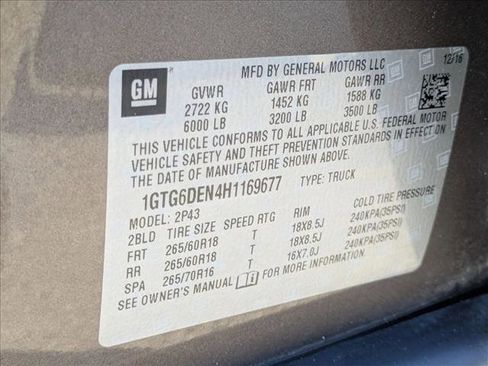 MFD BY GENERAL MOTORS LLC 12/16
GM
GVWR GAWR FRT GAWR RR
2722 KG 1452 KG 1588 KG
6000 LB 3200 LB 3500 LB
THIS VEHICLE CONFORMS TO ALL APPLICABLE U.S. FEDERAL MOTOR
VEHICLE SAFETY AND THEFT PREVENTION STANDARDS IN EFFECT ON
THE DATE OF MANUFACTURE SHOWN ABOVE.
1GTG6DEN4H1169677 TYPE: TRUCK
MODEL: 2P43
2BLD TIRE SIZE SPEED RTG RIM COLD TIRE PRESSURE
FRT 265/60R18 T 18X8.5J 240KPA(35PSI)
RR 265/60R18 T 18X8.5J 240KPA(35PSI)
SPA 265/70R16 T 16X7.0J 240KPA(35PSI)
SEE OWNER'S MANUAL FOR ADDITIONAL INFORMATION.